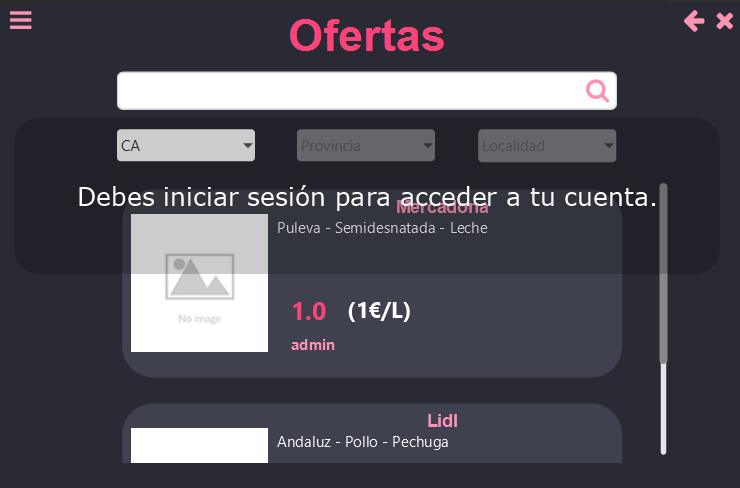 Ofertas
CA
Provincia
Localidad
Debes iniciar sesión para acceder a tu cuenta.
Mercadona
Puleva - Semidesnatada - Leche
No image
1.0 (1€/L)
admin
Lidl
Andaluz - Pollo - Pechuga